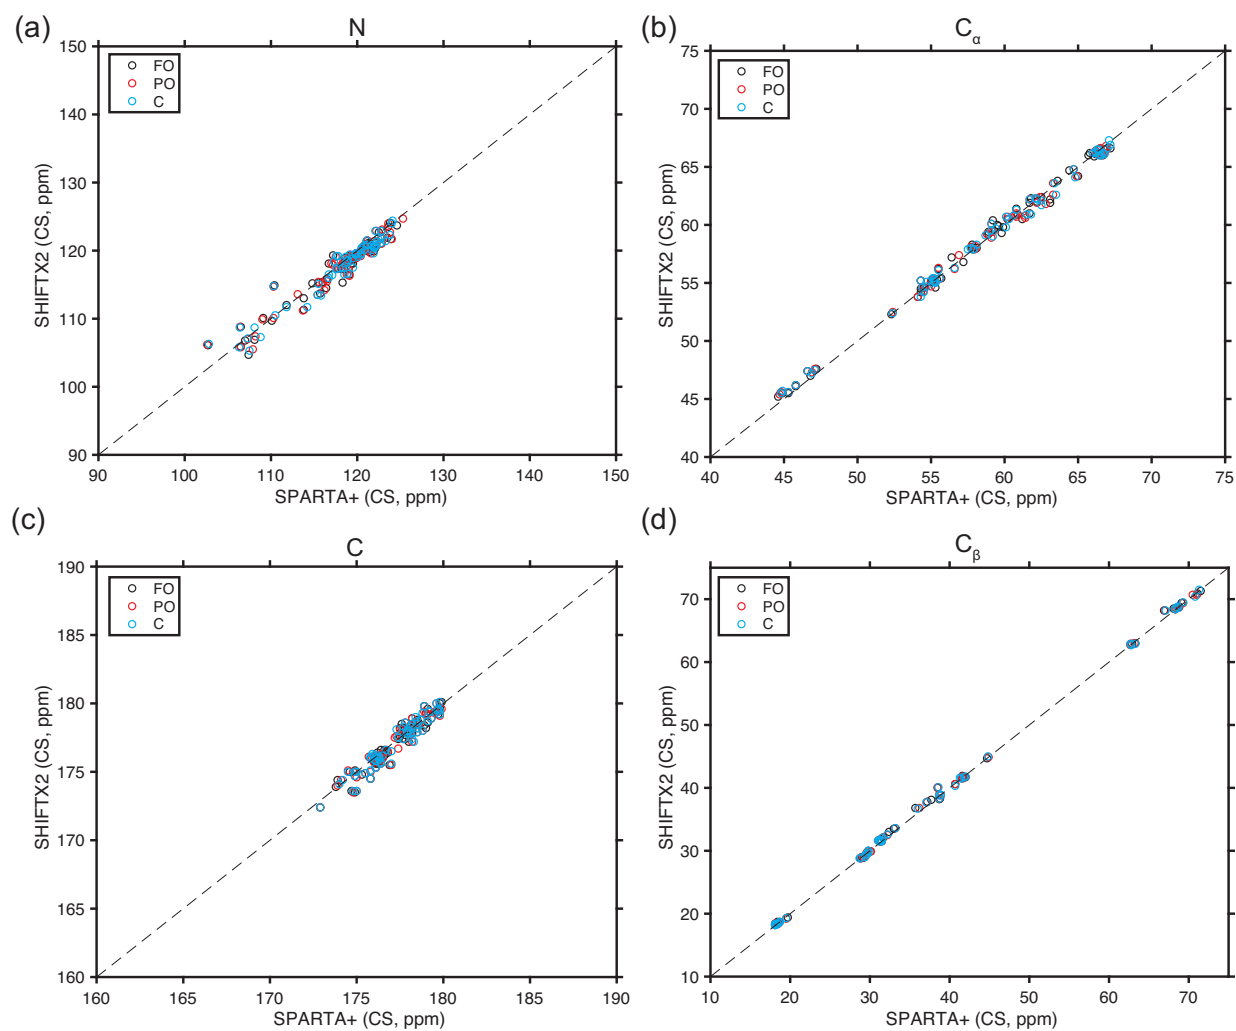 (a)
N
150
140
130
120
110
100
90
90
100
110
120
130
140
150
SHIFTX2 (CS, ppm)
SPARTA+ (CS, ppm)
FO
PO
C
(b)
Cα
75
70
65
60
55
50
45
40
40
45
50
55
60
65
70
75
SHIFTX2 (CS, ppm)
SPARTA+ (CS, ppm)
FO
PO
C
(c)
C
190
185
180
175
170
165
160
160
165
170
175
180
185
190
SHIFTX2 (CS, ppm)
SPARTA+ (CS, ppm)
FO
PO
C
(d)
Cβ
70
60
50
40
30
20
10
10
20
30
40
50
60
70
SHIFTX2 (CS, ppm)
SPARTA+ (CS, ppm)
FO
PO
C